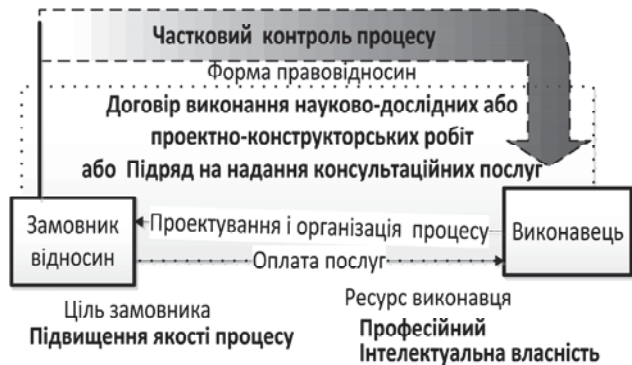 Частковий контроль процесу
Форма правовідносин
Договір виконання науково-дослідних або
проектно-конструкторських робіт
або Підряд на надання консультаційних послуг
Замовник
відносин
Проектування і організація процесу
Виконавець
Оплата послуг
Ціль замовника
Підвищення якості процесу
Ресурс виконавця
Професійний
Інтелектуальна власність